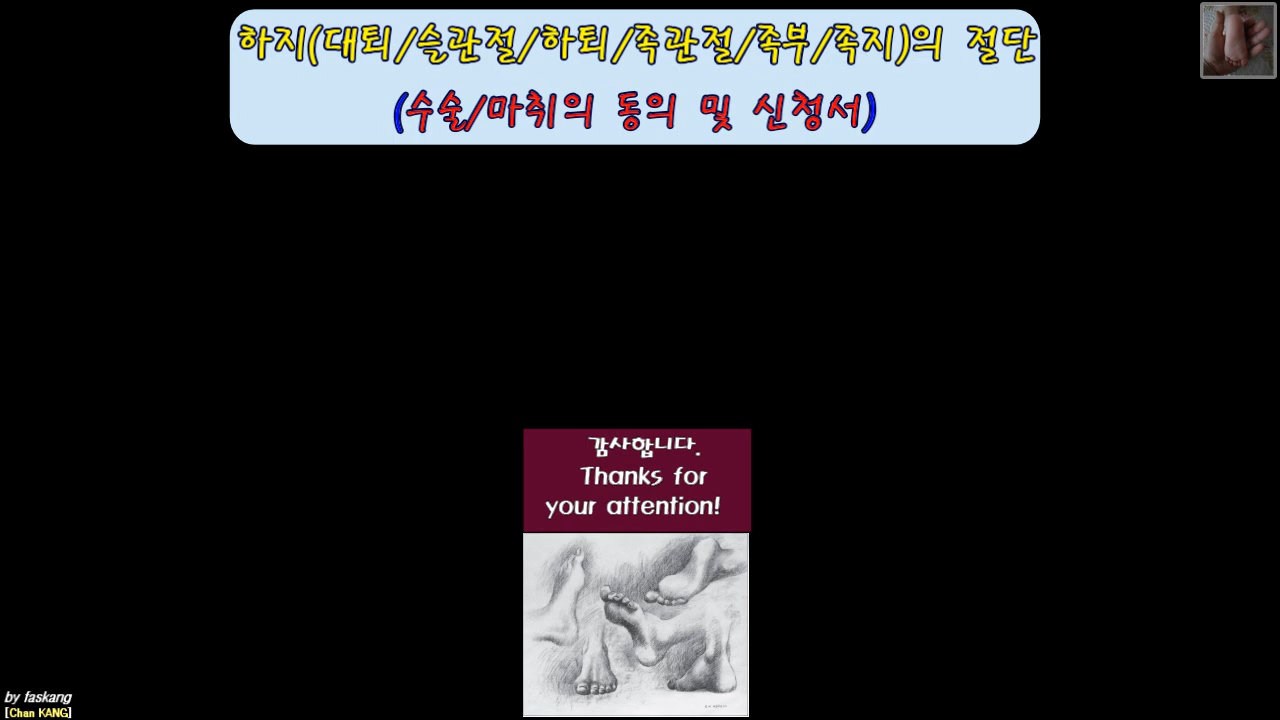 하지(대퇴/슬관절/하퇴/족관절/족부/족지)의 절단
(수술/마취의 동의 및 신청서)
감사합니다.
Thanks for
your attention!
by faskang
[Chan KANG]